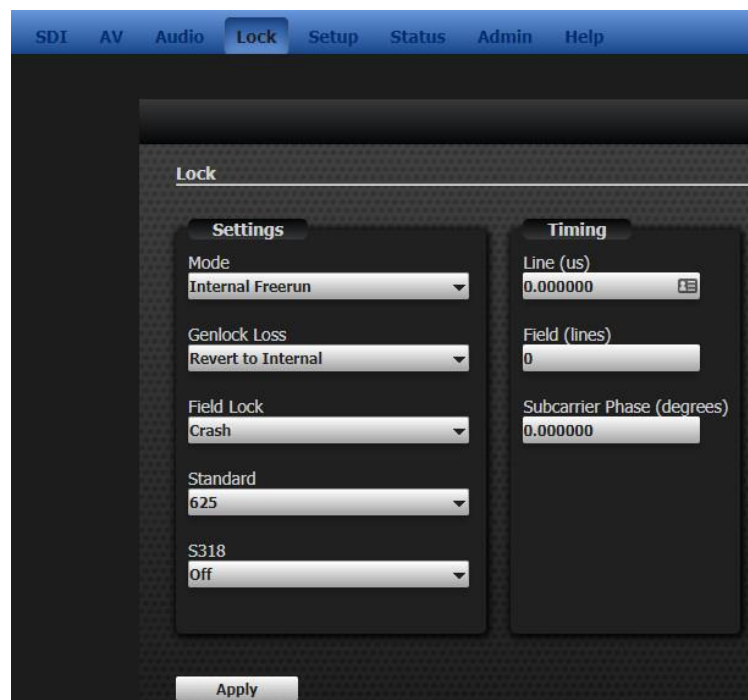 SDI AV Audio Lock Setup Status Admin Help
Lock
Settings
Mode
Internal Freerun
Genlock Loss
Revert to Internal
Field Lock
Crash
Standard
625
S318
Off
Timing
Line (us)
0.000000
Field (lines)
0
Subcarrier Phase (degrees)
0.000000
Apply